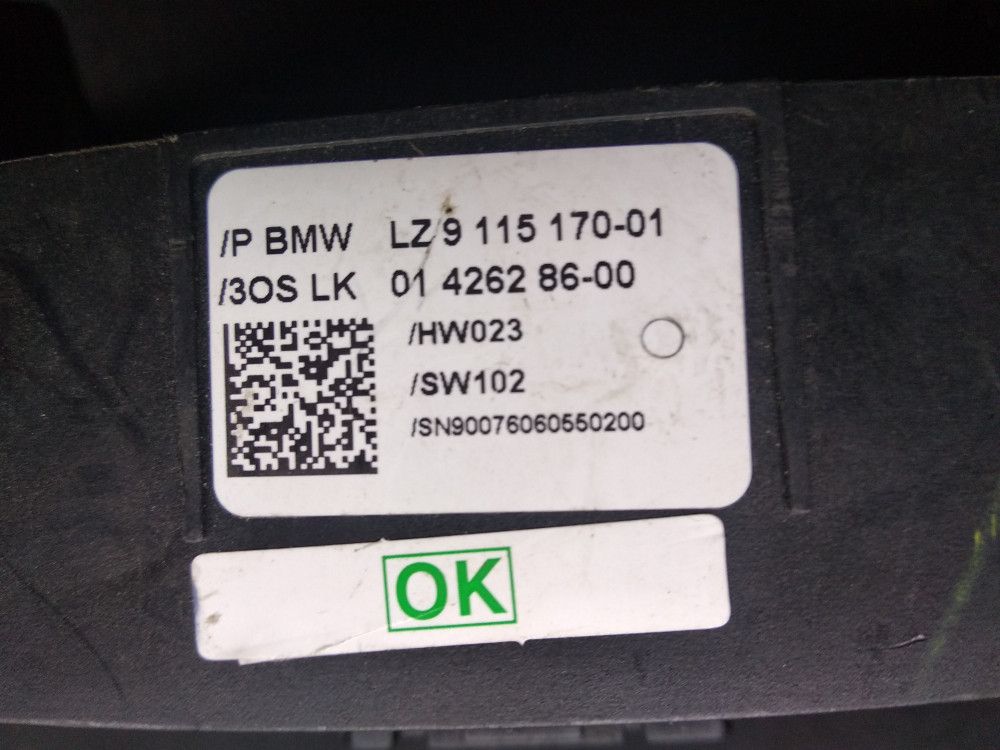 /P BMW LZ 9 115 170-01
/3OS LK 01 4262 86-00
/HW023
/SW102
/SN90076060550200
OK